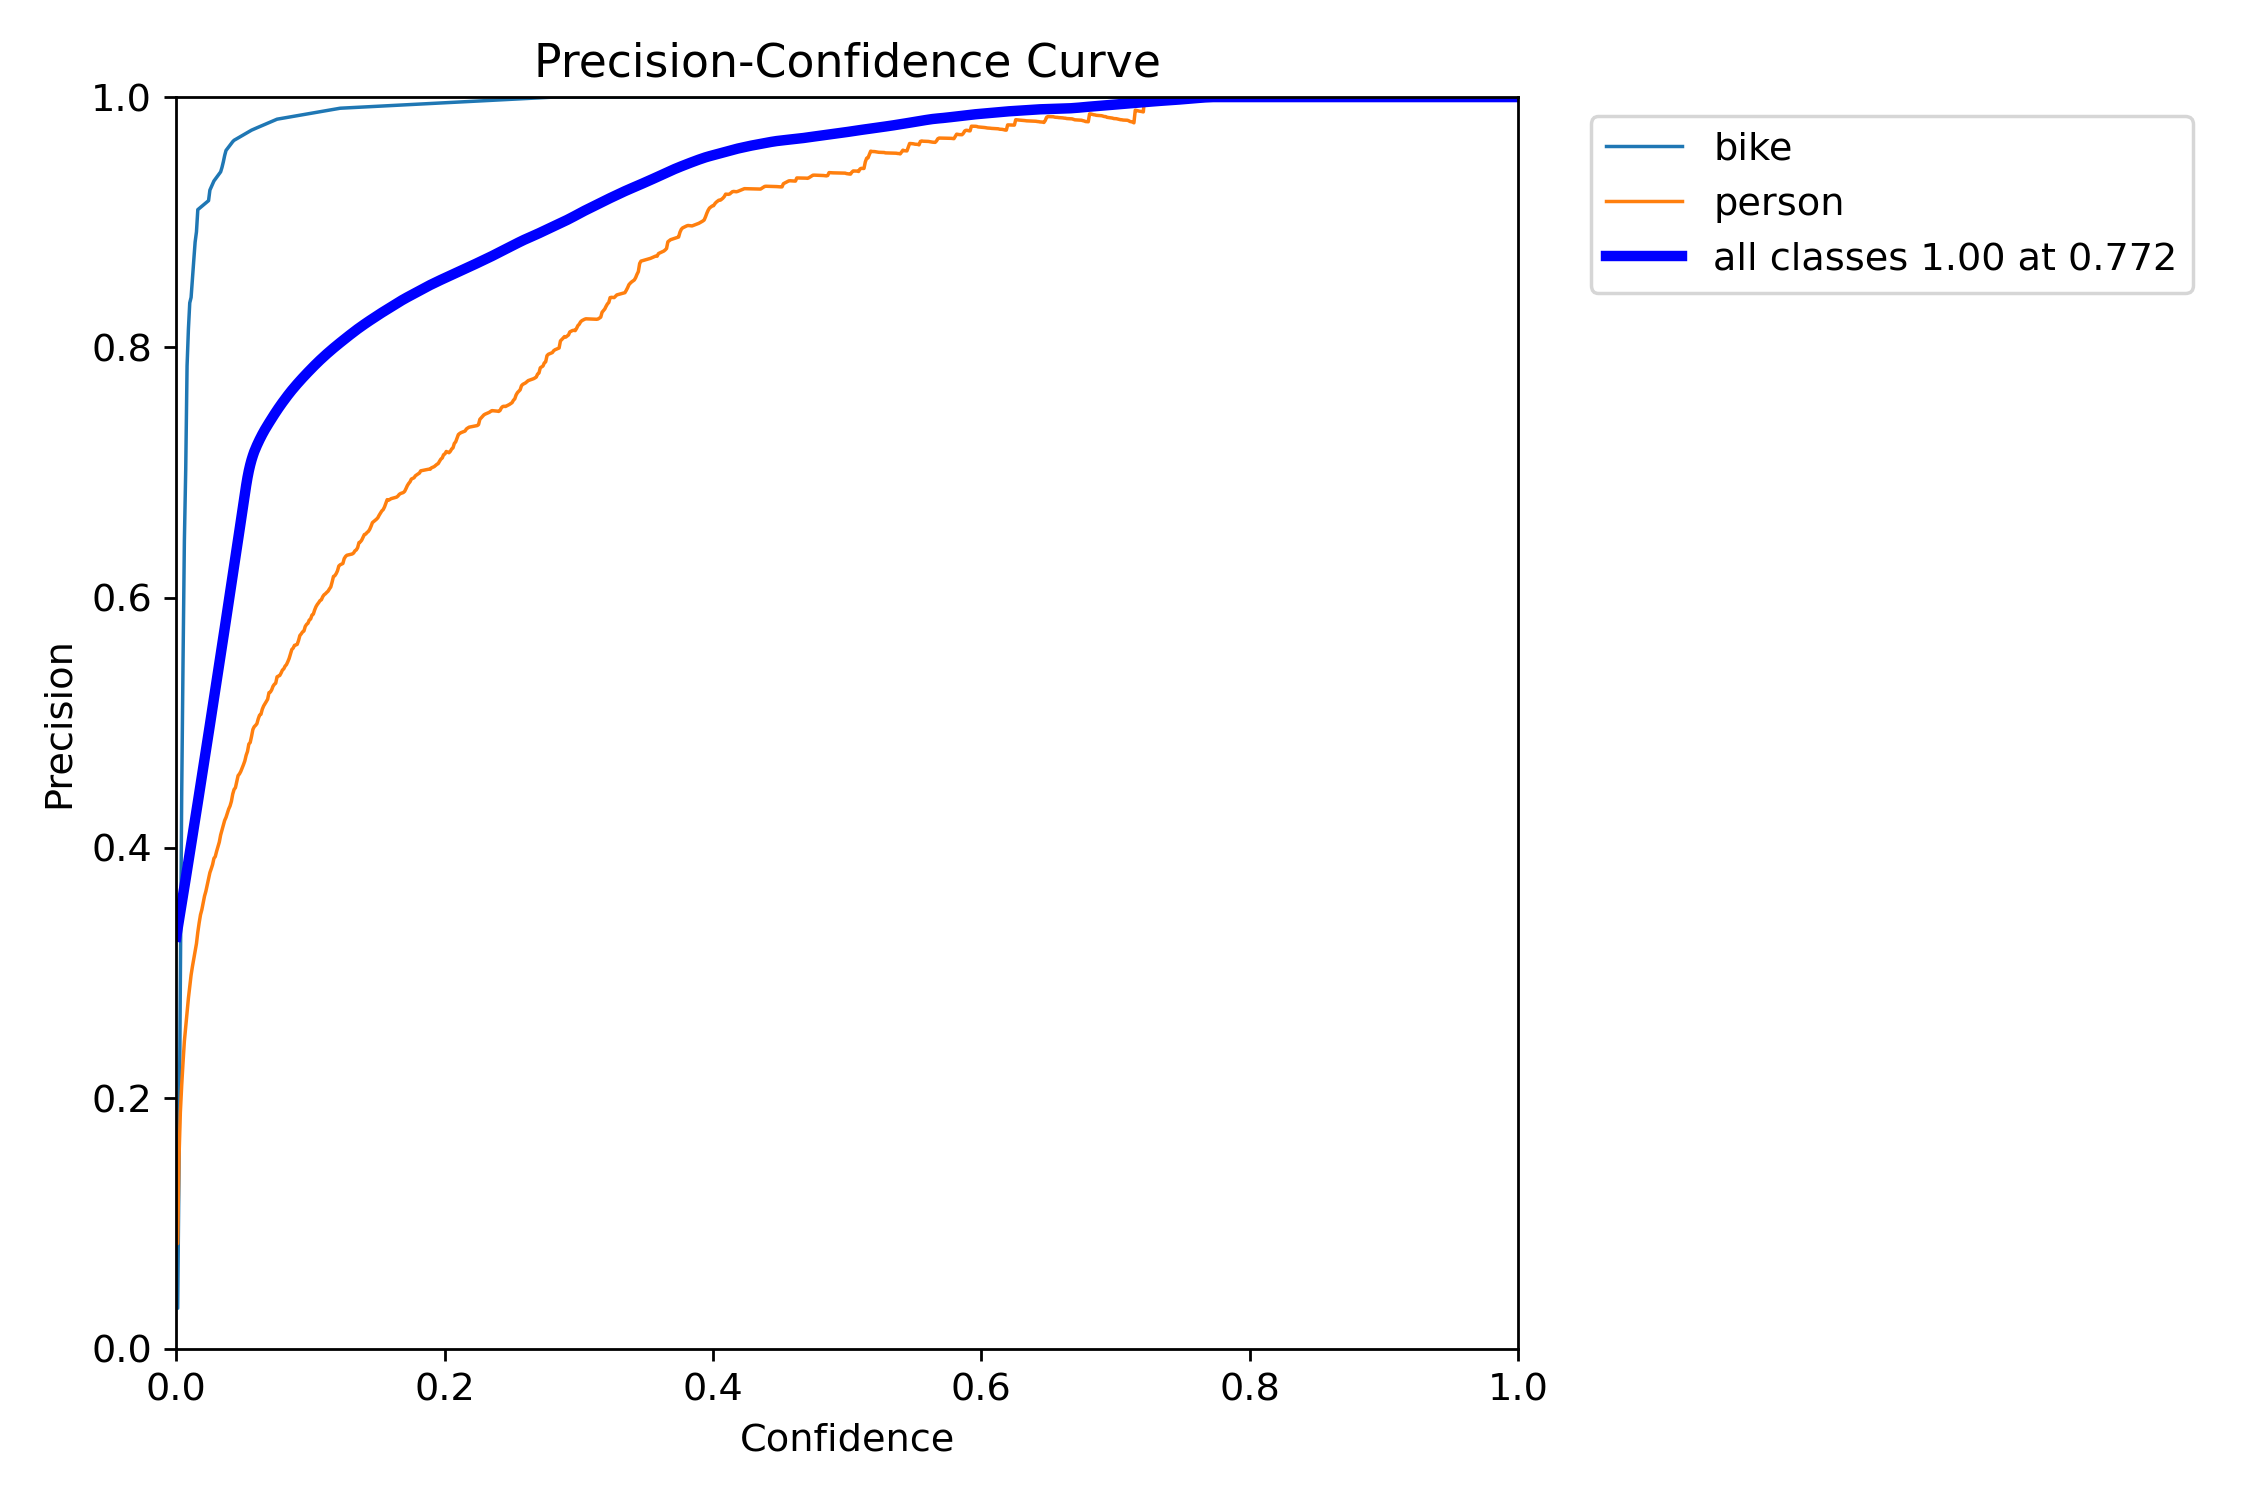 Precision-Confidence Curve
1.0
0.8
0.6
0.4
0.2
0.0
Precision
0.0 0.2 0.4 0.6 0.8 1.0
Confidence
bike
person
all classes 1.00 at 0.772